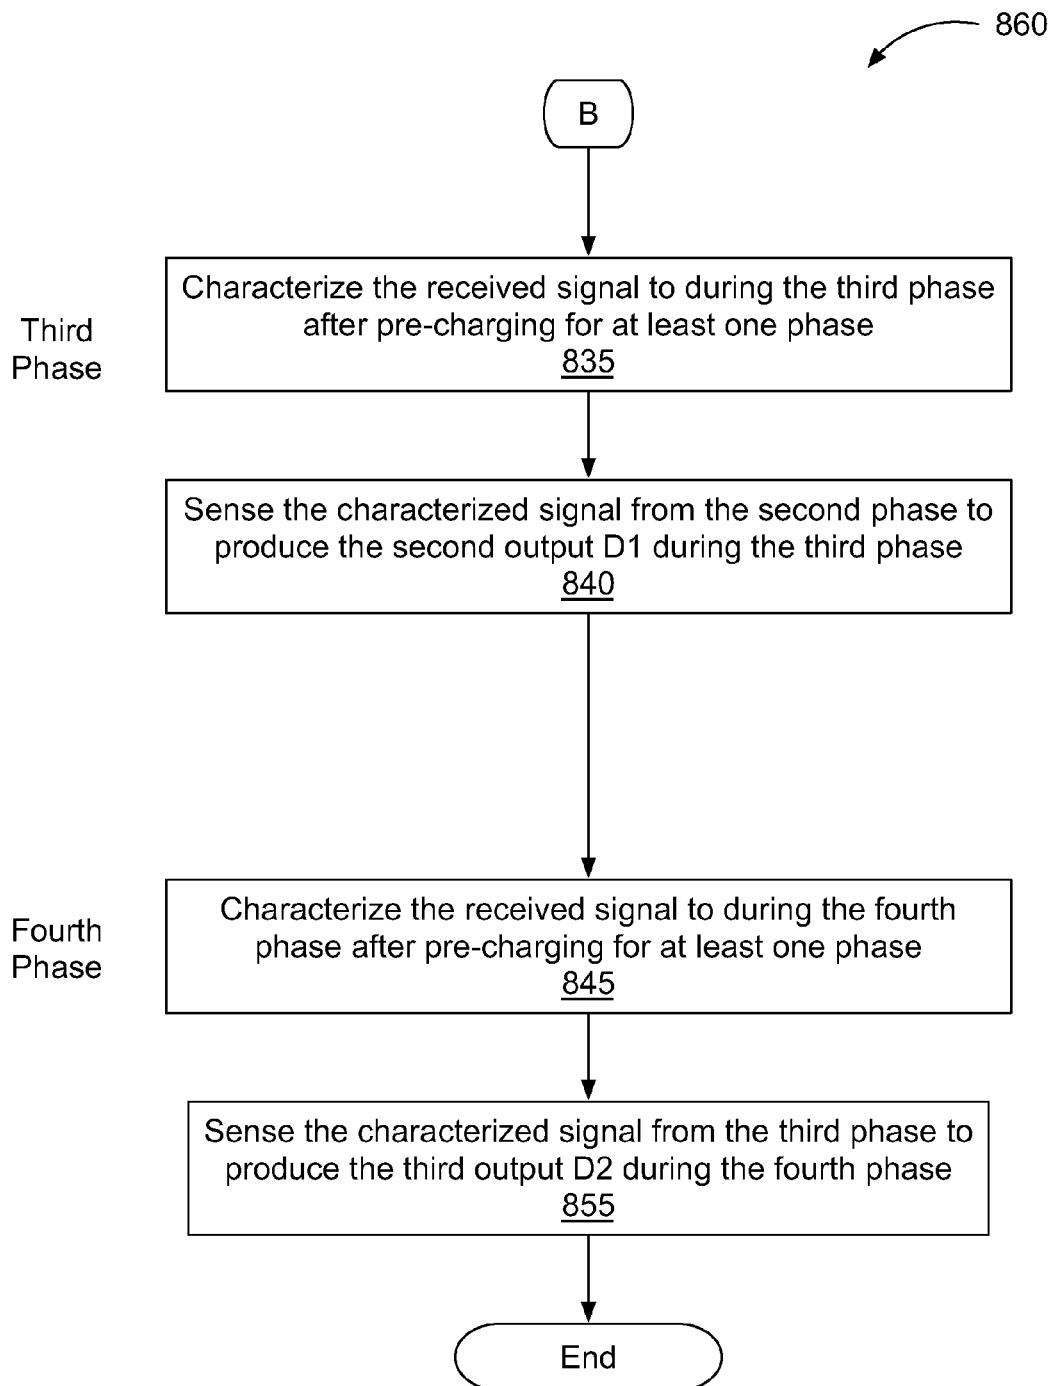 860
B
Third
Phase
Characterize the received signal to during the third phase
after pre-charging for at least one phase
835
Sense the characterized signal from the second phase to
produce the second output D1 during the third phase
840
Fourth
Phase
Characterize the received signal to during the fourth
phase after pre-charging for at least one phase
845
Sense the characterized signal from the third phase to
produce the third output D2 during the fourth phase
855
End